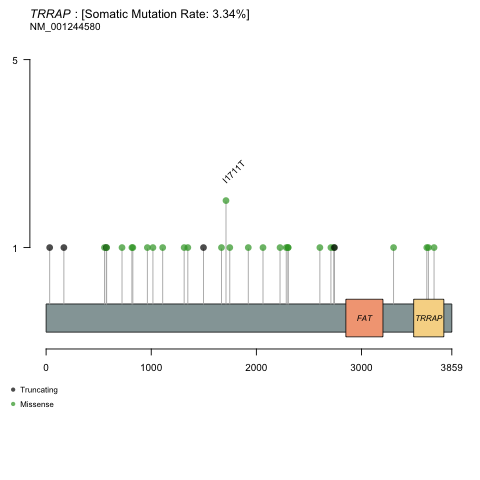 TRRAP : [Somatic Mutation Rate: 3.34%]
NM_001244580
5
I1711T
1
FAT
TRRAP
0 1000 2000 3000 3859
Truncating
Missense